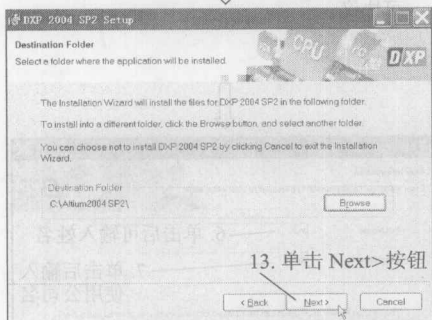 DXP 2004 SP2 Setup
Destination Folder
Select a folder where the application will be installed.
CPU
DXP
The Installation Wizard will install the files for DXP 2004 SP2 in the following folder.
To install into a different folder, click the Browse button, and select another folder.
You can choose not to install DXP 2004 SP2 by clicking Cancel to exit the Installation
Wizard.
Destination Folder
C:\Altium2004 SP2\
Browse
13. 单击 Next>按钮
< Back
Next >
Cancel